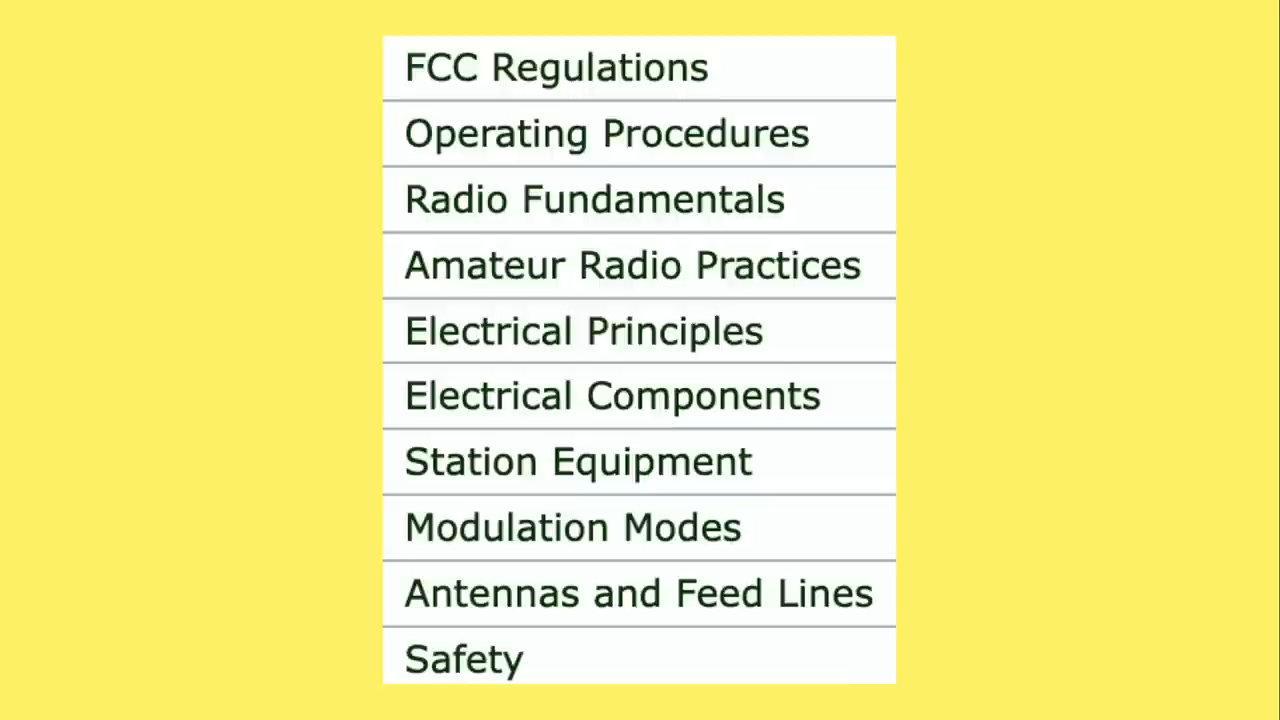 FCC Regulations
Operating Procedures
Radio Fundamentals
Amateur Radio Practices
Electrical Principles
Electrical Components
Station Equipment
Modulation Modes
Antennas and Feed Lines
Safety